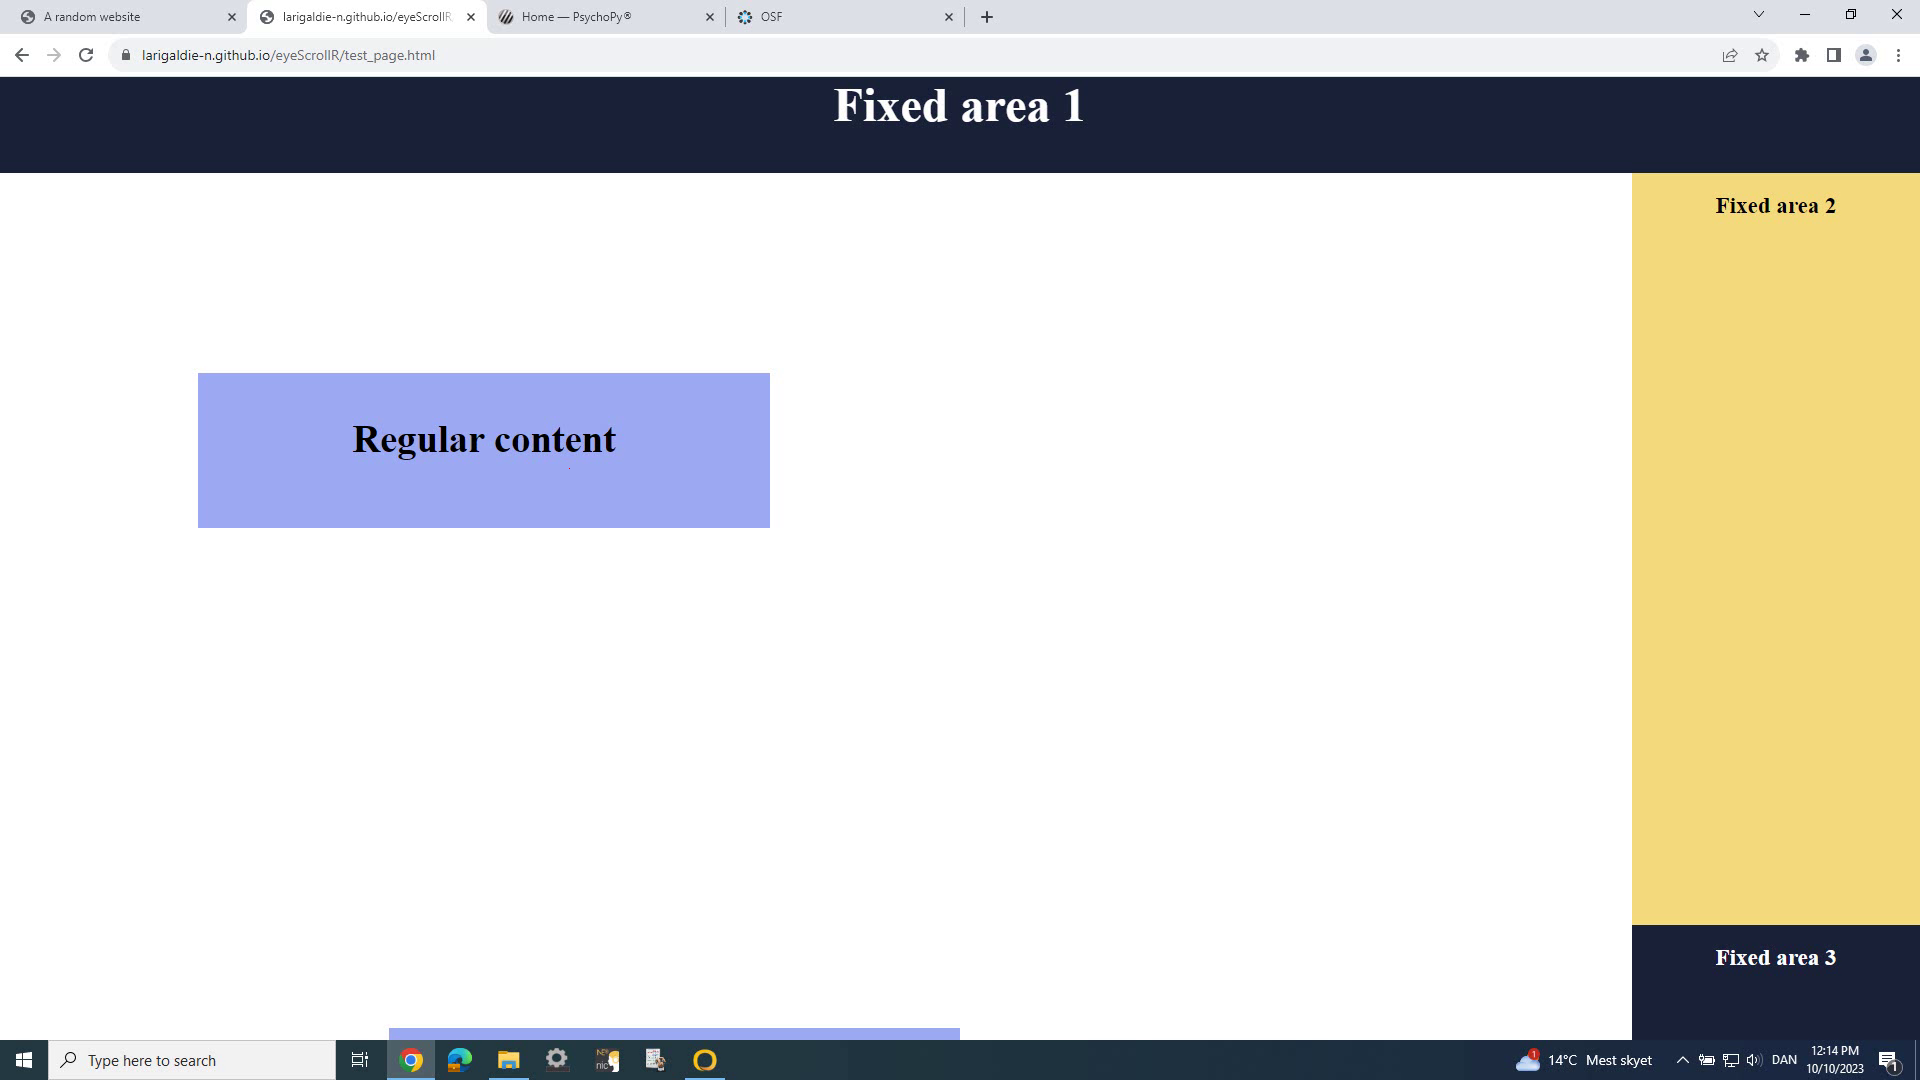 A random website
larigaldie-n.github.io/eyeScrollR
Home — PsychoPy®
OSF
larigaldie-n.github.io/eyeScrollR/test_page.html
Fixed area 1
Fixed area 2
Regular content
Fixed area 3
Type here to search
1
14°C Mest skyet
DAN
12:14 PM
10/10/2023
1